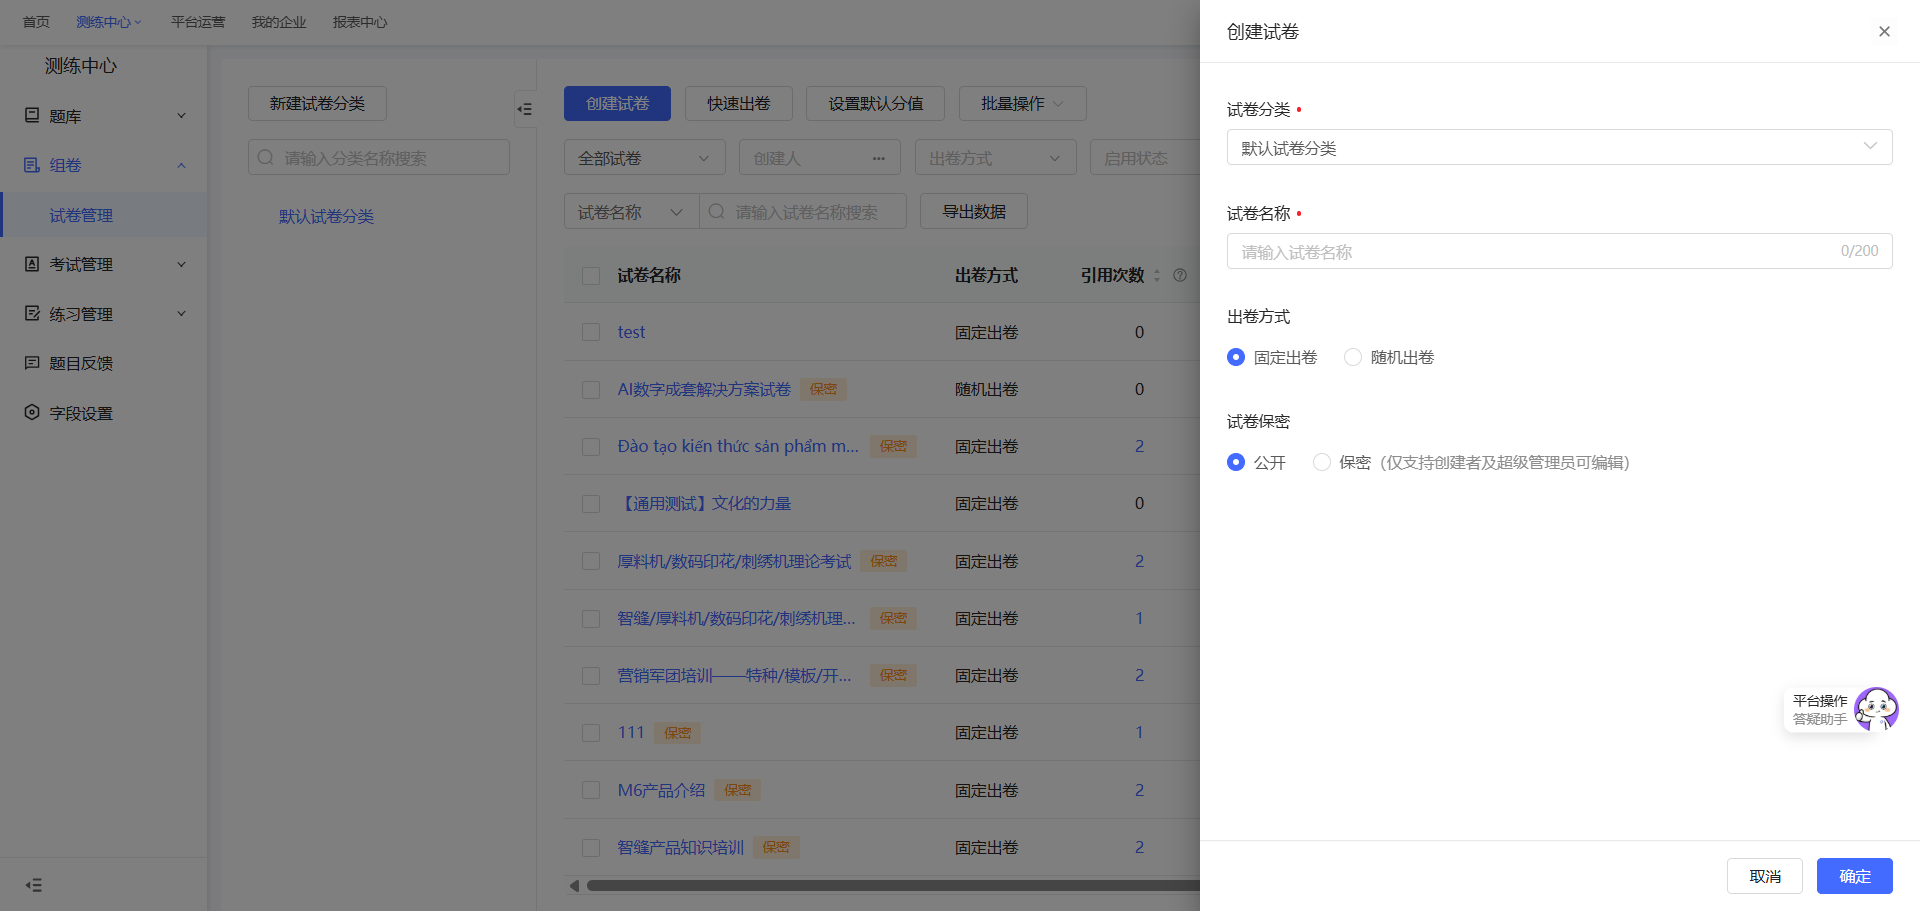 首页 测练中心 平台运营 我的企业 报表中心
测练中心
题库
组卷
试卷管理
考试管理
练习管理
题目反馈
字段设置
新建试卷分类
请输入分类名称搜索
默认试卷分类
创建试卷 快速出卷 设置默认分值 批量操作
全部试卷 创建人 出卷方式 启用状态
试卷名称 请输入试卷名称搜索 导出数据
试卷名称 出卷方式 引用次数
test 固定出卷 0
AI数字成套解决方案试卷 保密 随机出卷 0
Đào tạo kiến thức sản phẩm m... 保密 固定出卷 2
【通用测试】文化的力量 固定出卷 0
厚料机/数码印花/刺绣机理论考试 保密 固定出卷 2
智缝/厚料机/数码印花/刺绣机理... 保密 固定出卷 1
营销军团培训——特种/模板/开... 保密 固定出卷 2
111 保密 固定出卷 1
M6产品介绍 保密 固定出卷 2
智缝产品知识培训 保密 固定出卷 2
创建试卷
试卷分类
默认试卷分类
试卷名称
请输入试卷名称 0/200
出卷方式
固定出卷 随机出卷
试卷保密
公开 保密 (仅支持创建者及超级管理员可编辑)
平台操作
答疑助手
取消 确定